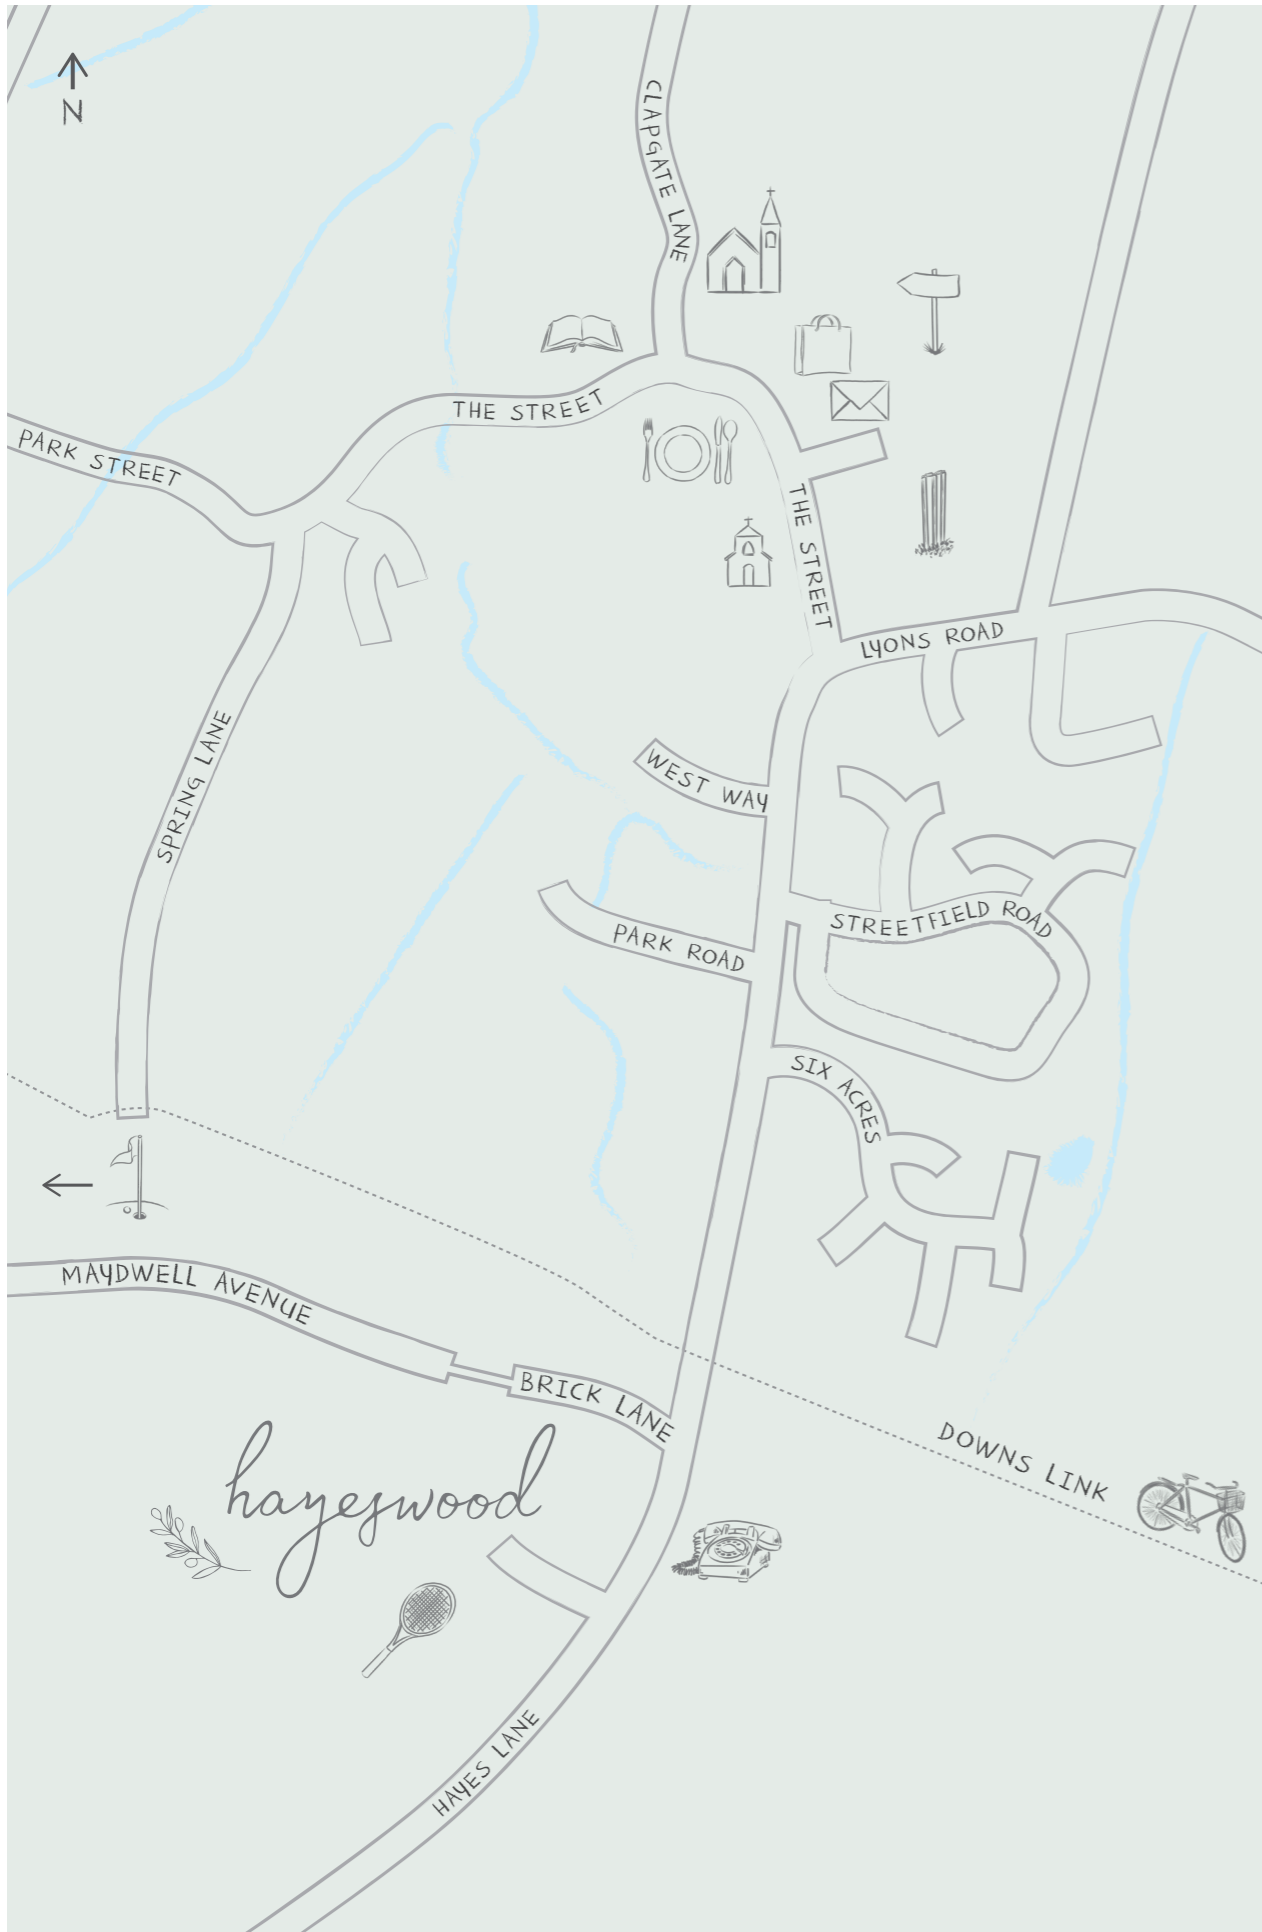 N
CLAPGATE LANE
THE STREET
PARK STREET
THE STREET
LYONS ROAD
SPRING LANE
WEST WAY
STREETFIELD ROAD
PARK ROAD
SIX ACRES
MAYDWELL AVENUE
BRICK LANE
DOWNS LINK
hayeswood
HAYES LANE